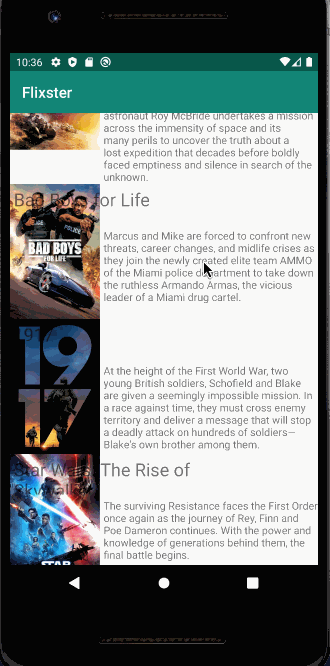 10:36
Flixster
astronaut Roy McBride undertakes a mission
across the immensity of space and its
many perils to uncover the truth about a
lost expedition that decades before boldly
faced emptiness and silence in search of the
unknown.
Bad Boys for Life
Marcus and Mike are forced to confront new
threats, career changes, and midlife crises as
they join the newly created elite team AMMO
of the Miami police department to take down
the ruthless Armando Armas, the vicious
leader of a Miami drug cartel.
BAD BOYS
FOR LIFE
1917
19
17
At the height of the First World War, two
young British soldiers, Schofield and Blake
are given a seemingly impossible mission. In
a race against time, they must cross enemy
territory and deliver a message that will stop
a deadly attack on hundreds of soldiers—
Blake's own brother among them.
Star Wars: The Rise of
Skywalker
The surviving Resistance faces the First Order
once again as the journey of Rey, Finn and
Poe Dameron continues. With the power and
knowledge of generations behind them, the
final battle begins.
STAR